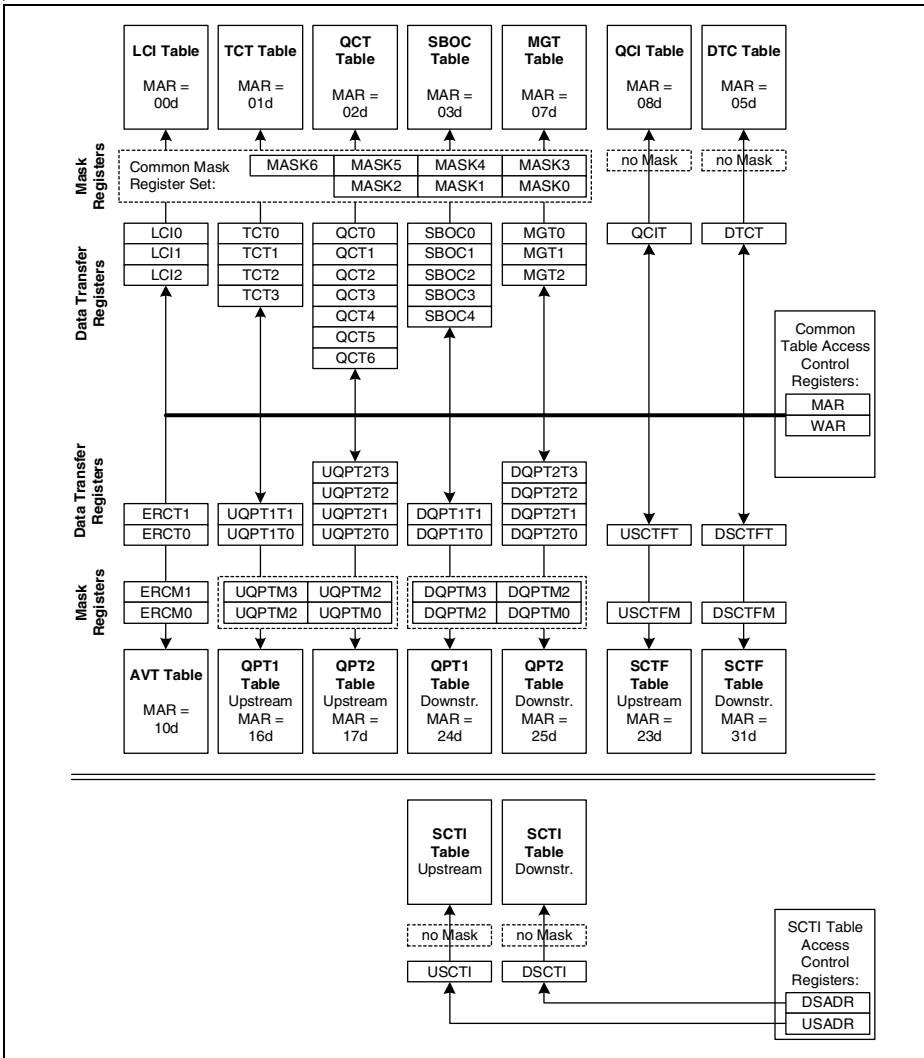 LCI Table
MAR =
00d
TCT Table
MAR =
01d
QCT
Table
MAR =
02d
SBOC
Table
MAR =
03d
MGT
Table
MAR =
07d
QCI Table
MAR =
08d
DTC Table
MAR =
05d
Mask
Registers
Common Mask
Register Set:
MASK6
MASK5
MASK4
MASK3
MASK2
MASK1
MASK0
no Mask
no Mask
Data Transfer
Registers
LCI0
LCI1
LCI2
TCT0
TCT1
TCT2
TCT3
QCT0
QCT1
QCT2
QCT3
QCT4
QCT5
QCT6
SBOC0
SBOC1
SBOC2
SBOC3
SBOC4
MGT0
MGT1
MGT2
QCIT
DTCT
Common
Table Access
Control
Registers:
MAR
WAR
Data Transfer
Registers
ERCT1
ERCT0
UQPT1T1
UQPT1T0
UQPT2T3
UQPT2T2
UQPT2T1
UQPT2T0
DQPT1T1
DQPT1T0
DQPT2T3
DQPT2T2
DQPT2T1
DQPT2T0
USCTFT
DSCTFT
Mask
Registers
ERCM1
ERCM0
UQPTM3
UQPTM2
UQPTM2
UQPTM0
DQPTM3
DQPTM2
DQPTM2
DQPTM0
USCTFM
DSCTFM
AVT Table
MAR =
10d
QPT1
Table
Upstream
MAR =
16d
QPT2
Table
Upstream
MAR =
17d
QPT1
Table
Downstr.
MAR =
24d
QPT2
Table
Downstr.
MAR =
25d
SCTF
Table
Upstream
MAR =
23d
SCTF
Table
Downstr.
MAR =
31d
SCTI
Table
Upstream
SCTI
Table
Downstr.
no Mask
no Mask
USCTI
DSCTI
SCTI Table
Access
Control
Registers:
DSADR
USADR